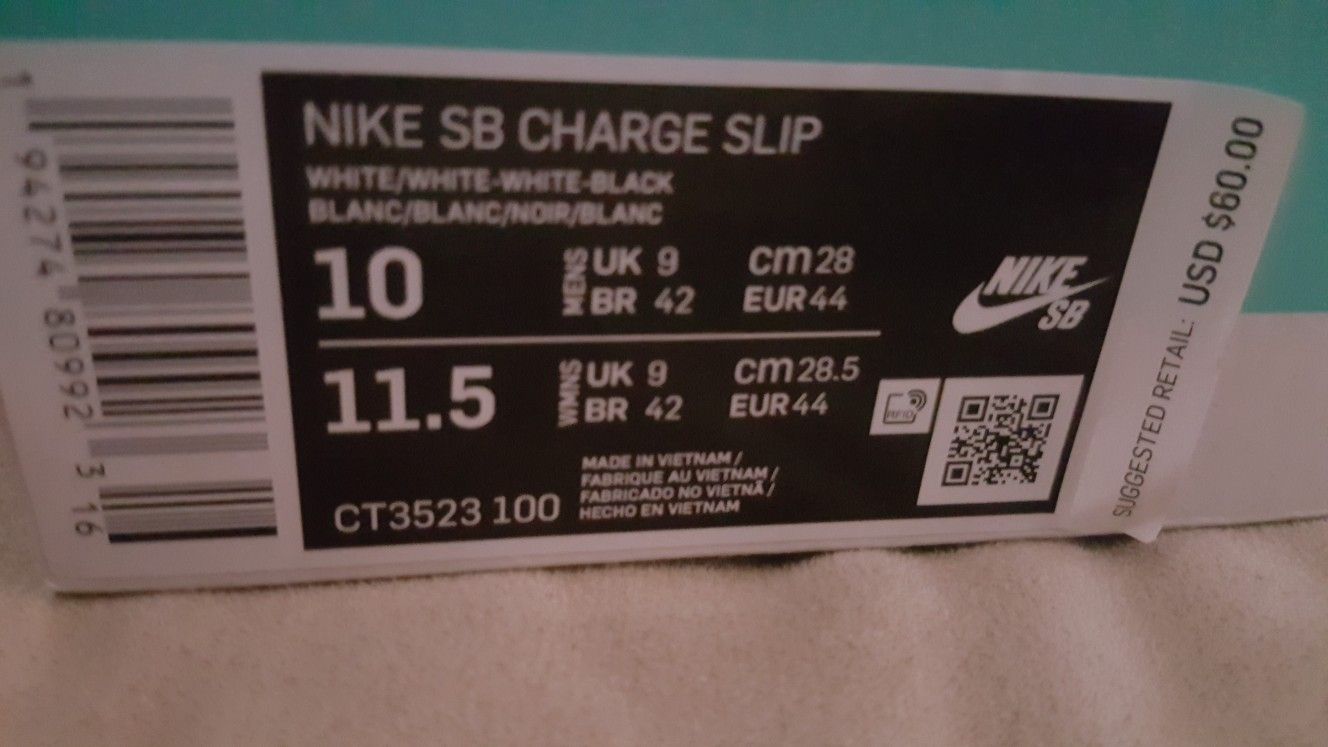 NIKE SB CHARGE SLIP
WHITE/WHITE-WHITE-BLACK
BLANC/BLANC/NOIR/BLANC
10
MENS
UK 9
cm 28
BR 42
EUR 44
11.5
WMNS
UK 9
cm 28.5
BR 42
EUR 44
CT3523 100
MADE IN VIETNAM /
FABRIQUE AU VIETNAM /
FABRICADO NO VIETNÃ /
HECHO EN VIETNAM
NIKE
SB
RFID
SUGGESTED RETAIL: USD $60.00
1 94274 80992 3 16